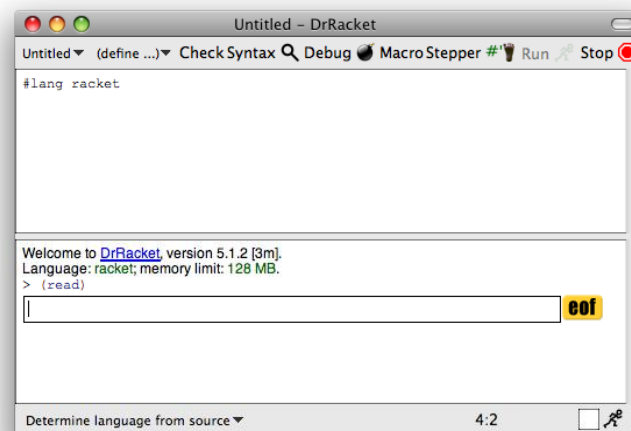 Untitled – DrRacket
Untitled (define ...) Check Syntax Debug Macro Stepper #' Run Stop
#lang racket
Welcome to DrRacket, version 5.1.2 [3m].
Language: racket; memory limit: 128 MB.
> (read)
eof
Determine language from source 4:2